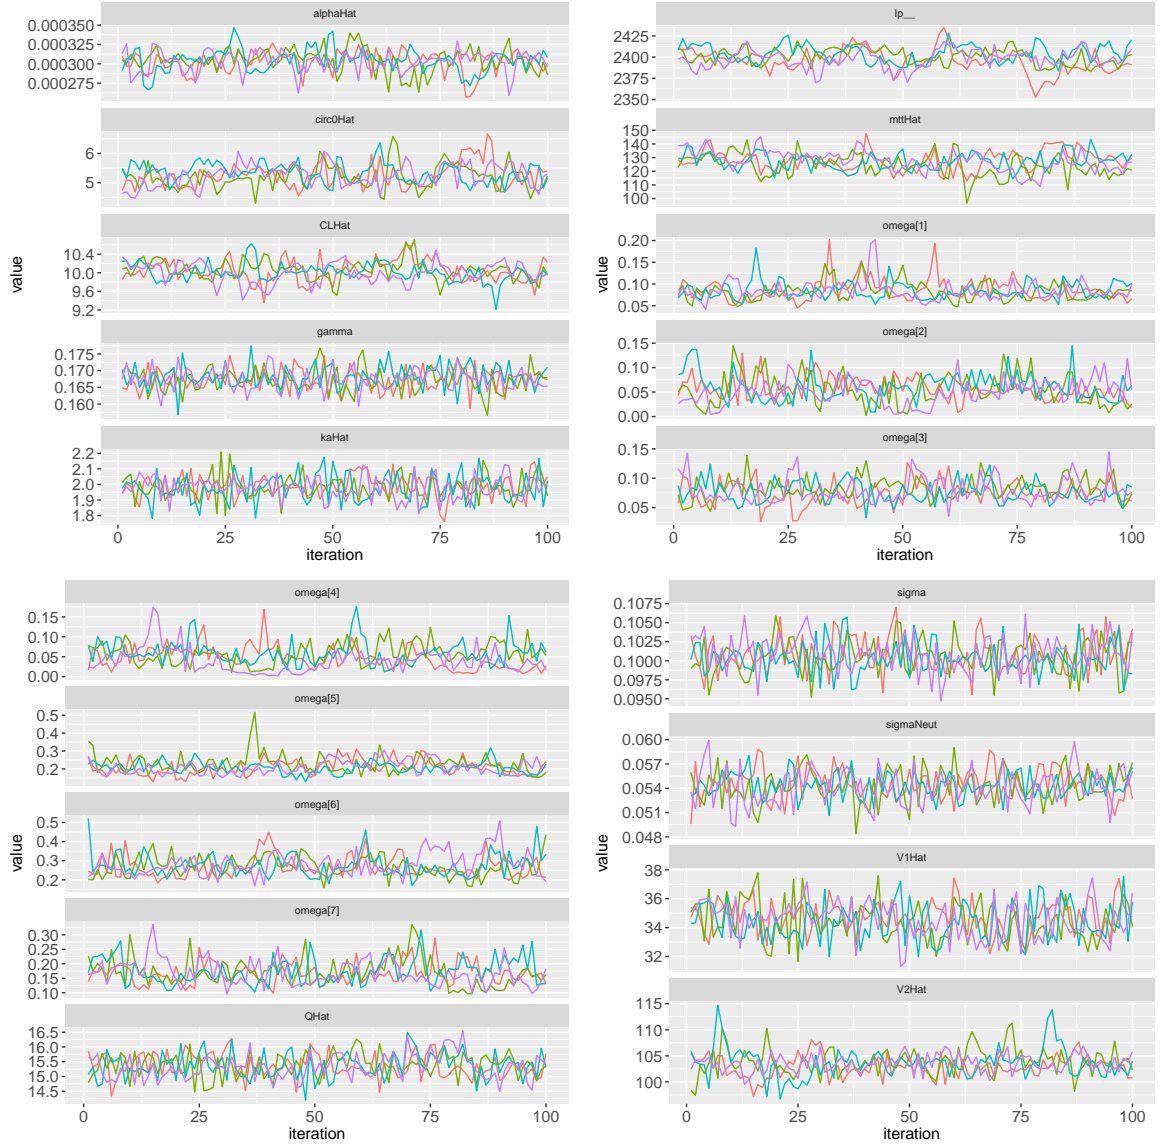 alphaHat
0.000350
0.000325
0.000300
0.000275
circ0Hat
6
5
CLHat
10.4
10.0
9.6
9.2
gamma
0.175
0.170
0.165
0.160
kaHat
2.2
2.1
2.0
1.9
1.8
0 25 50 75 100
iteration
value
lp__
2425
2400
2375
2350
mttHat
150
140
130
120
110
100
omega[1]
0.20
0.15
0.10
0.05
omega[2]
0.15
0.10
0.05
0.00
omega[3]
0.15
0.10
0.05
0 25 50 75 100
iteration
value
omega[4]
0.15
0.10
0.05
0.00
omega[5]
0.5
0.4
0.3
0.2
omega[6]
0.5
0.4
0.3
0.2
omega[7]
0.30
0.25
0.20
0.15
0.10
QHat
16.5
16.0
15.5
15.0
14.5
0 25 50 75 100
iteration
value
sigma
0.1075
0.1050
0.1025
0.1000
0.0975
0.0950
sigmaNeut
0.060
0.057
0.054
0.051
0.048
V1Hat
38
36
34
32
V2Hat
115
110
105
100
0 25 50 75 100
iteration
value